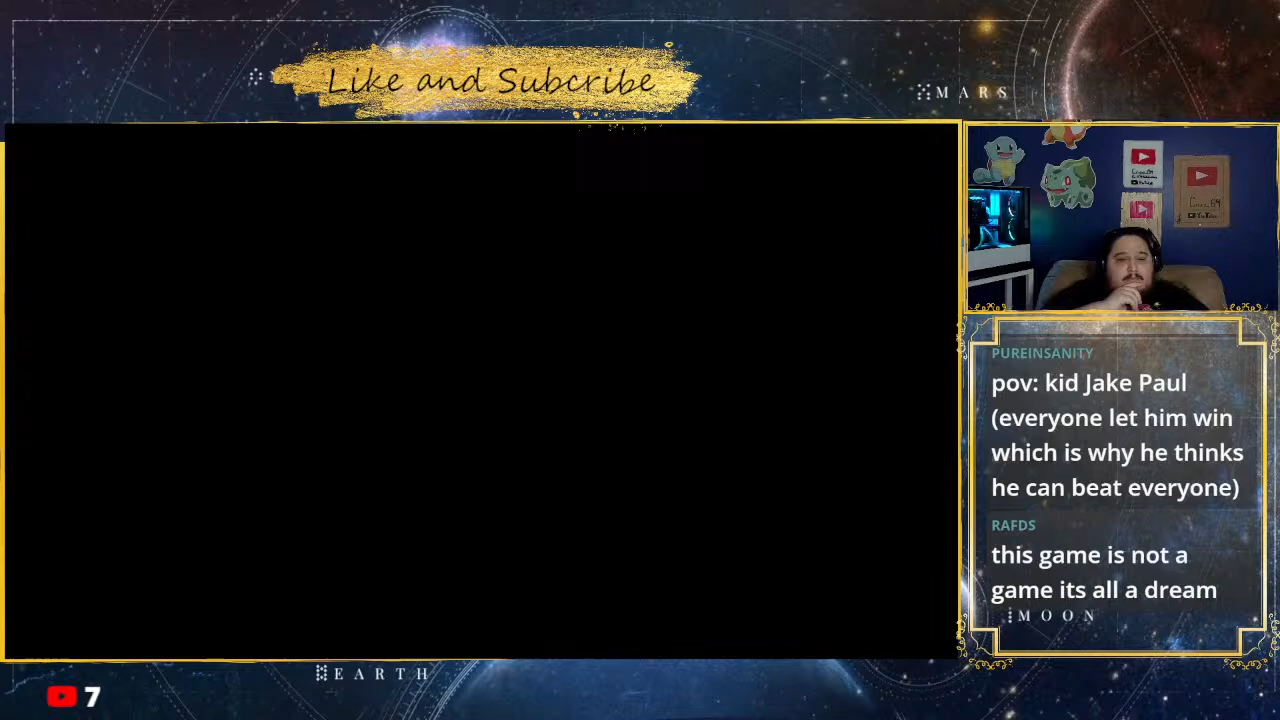 Like and Subcribe
MARS
PUREINSANITY
pov: kid Jake Paul
(everyone let him win
which is why he thinks
he can beat everyone)
RAFDS
this game is not a
game its all a dream
MOON
EARTH
7